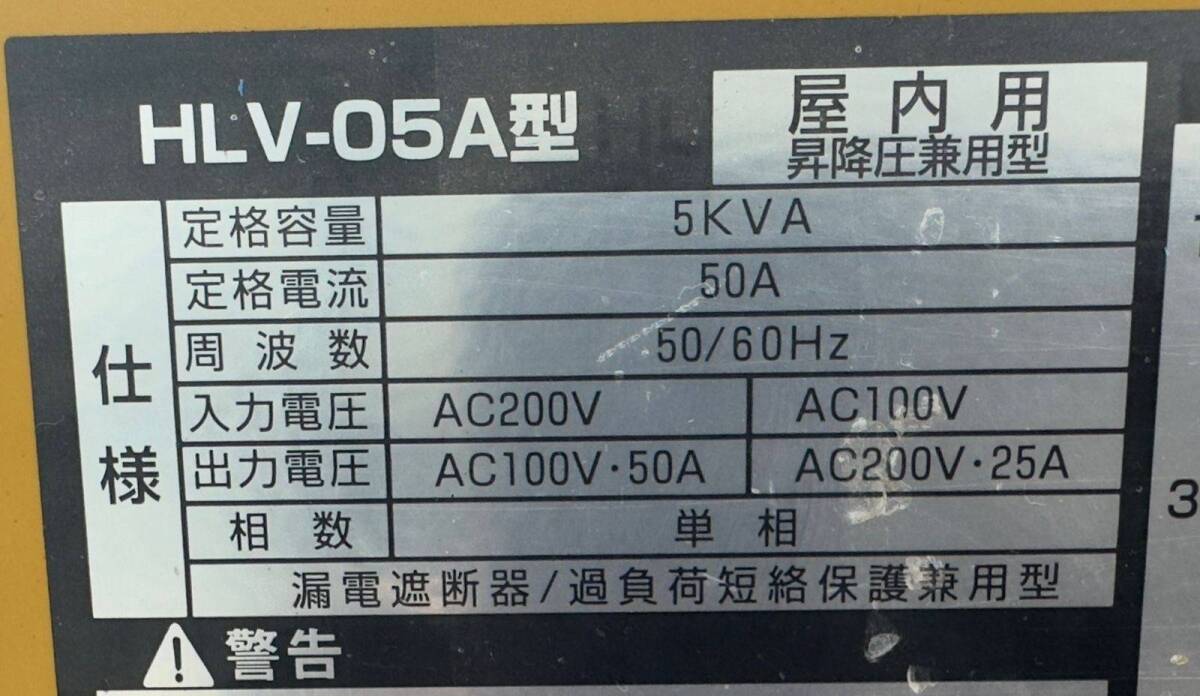 HLV-05A型
屋内用
昇降圧兼用型
仕様
定格容量 5KVA
定格電流 50A
周波数 50/60Hz
入力電圧 AC200V AC100V
出力電圧 AC100V・50A AC200V・25A
相数 単相
漏電遮断器/過負荷短絡保護兼用型
警告
3